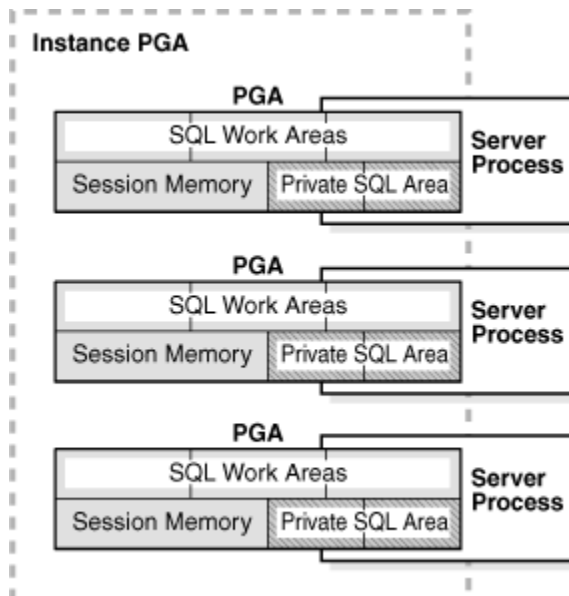 Instance PGA
PGA
SQL Work Areas
Server
Process
Session Memory
Private SQL Area
PGA
SQL Work Areas
Server
Process
Session Memory
Private SQL Area
PGA
SQL Work Areas
Server
Process
Session Memory
Private SQL Area